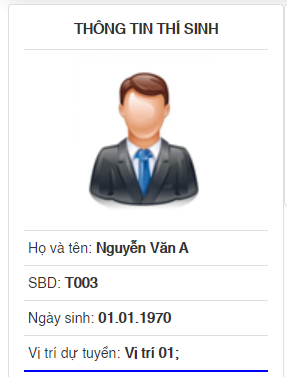 THÔNG TIN THÍ SINH
Họ và tên: Nguyễn Văn A
SBD: T003
Ngày sinh: 01.01.1970
Vị trí dự tuyển: Vị trí 01;